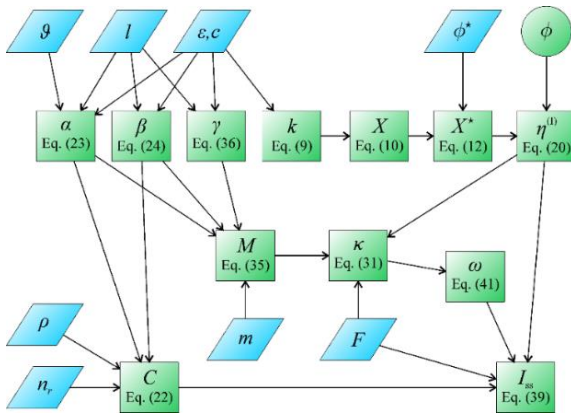 ϑ
l
ε,c
ϕ*
ϕ
α
Eq. (23)
β
Eq. (24)
γ
Eq. (36)
k
Eq. (9)
X
Eq. (10)
X*
Eq. (12)
η⁽ᴵ⁾
Eq. (20)
M
Eq. (35)
κ
Eq. (31)
ω
Eq. (41)
ρ
m
F
n_r
C
Eq. (22)
I_ss
Eq. (39)